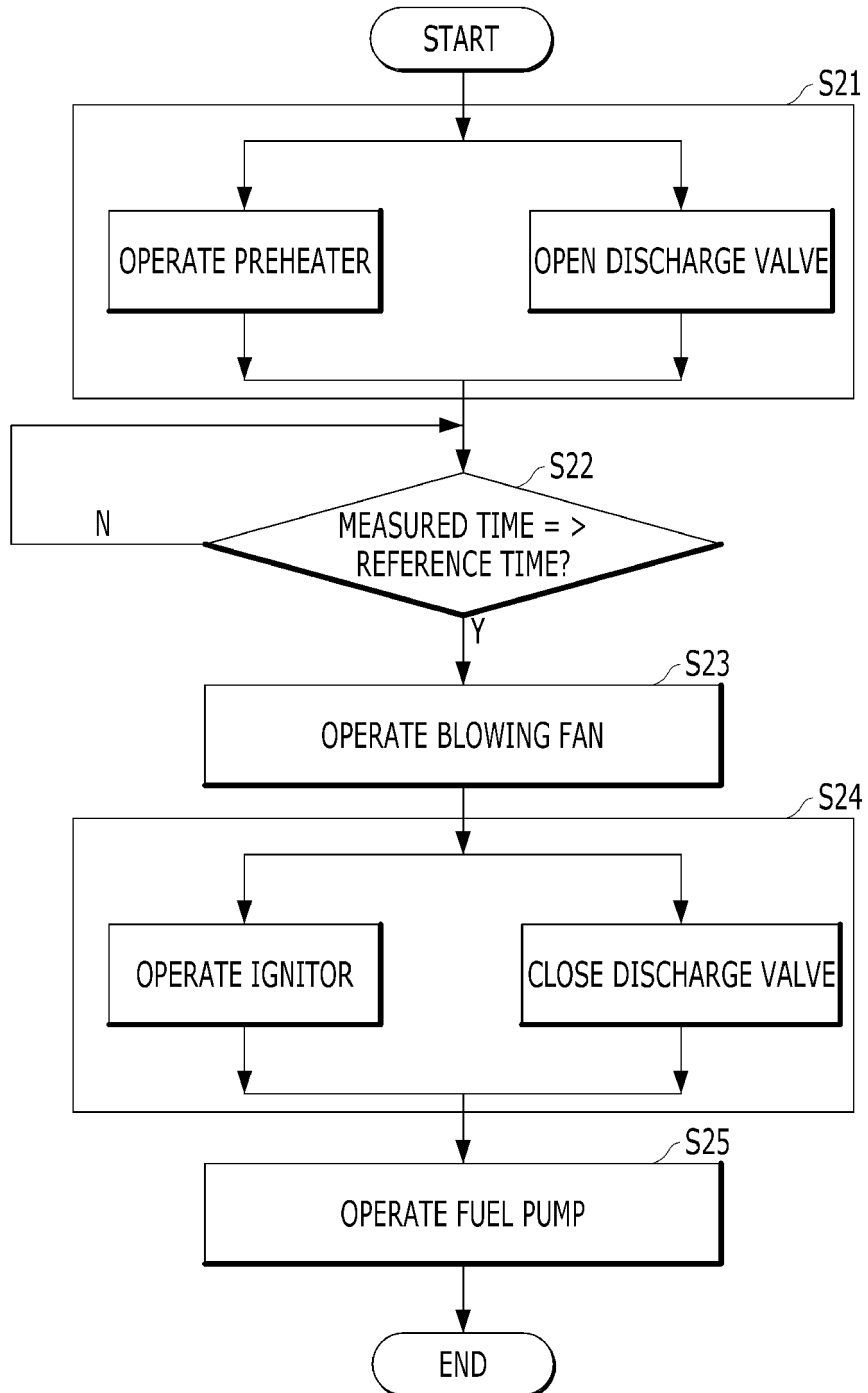 START
S21
OPERATE PREHEATER
OPEN DISCHARGE VALVE
S22
MEASURED TIME = >
REFERENCE TIME?
N
Y
S23
OPERATE BLOWING FAN
S24
OPERATE IGNITOR
CLOSE DISCHARGE VALVE
S25
OPERATE FUEL PUMP
END